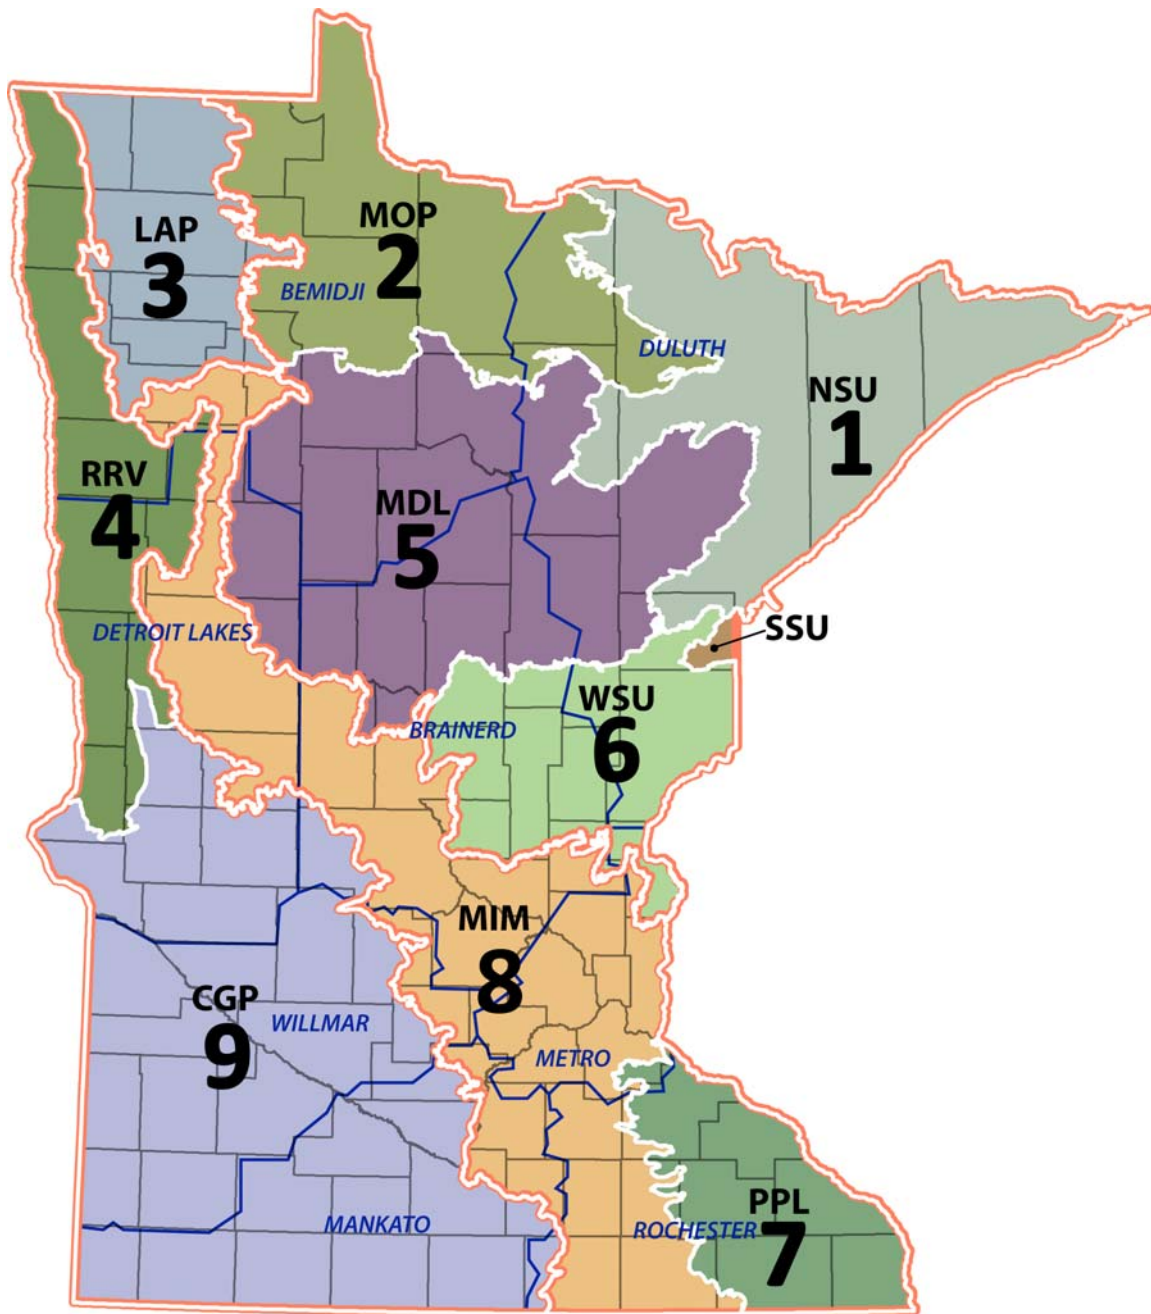 MOP
2
LAP
3
BEMIDJI
DULUTH
NSU
1
RRV
4
MDL
5
DETROIT LAKES
SSU
WSU
6
BRAINERD
MIM
8
CGP
9
WILLMAR
METRO
PPL
7
MANKATO
ROCHESTER